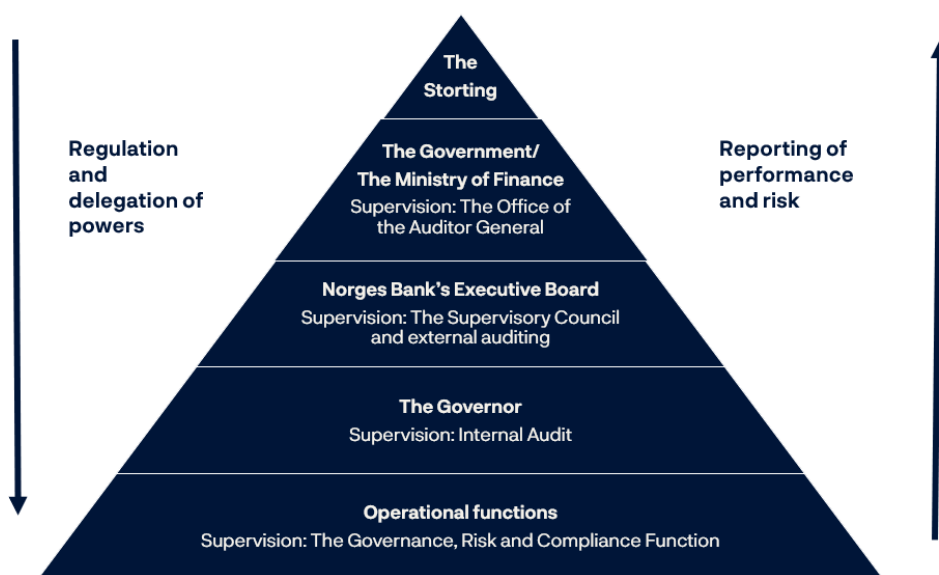 The
Storting
Regulation
and
delegation of
powers
The Government/
The Ministry of Finance
Supervision: The Office of
the Auditor General
Reporting of
performance
and risk
Norges Bank's Executive Board
Supervision: The Supervisory Council
and external auditing
The Governor
Supervision: Internal Audit
Operational functions
Supervision: The Governance, Risk and Compliance Function